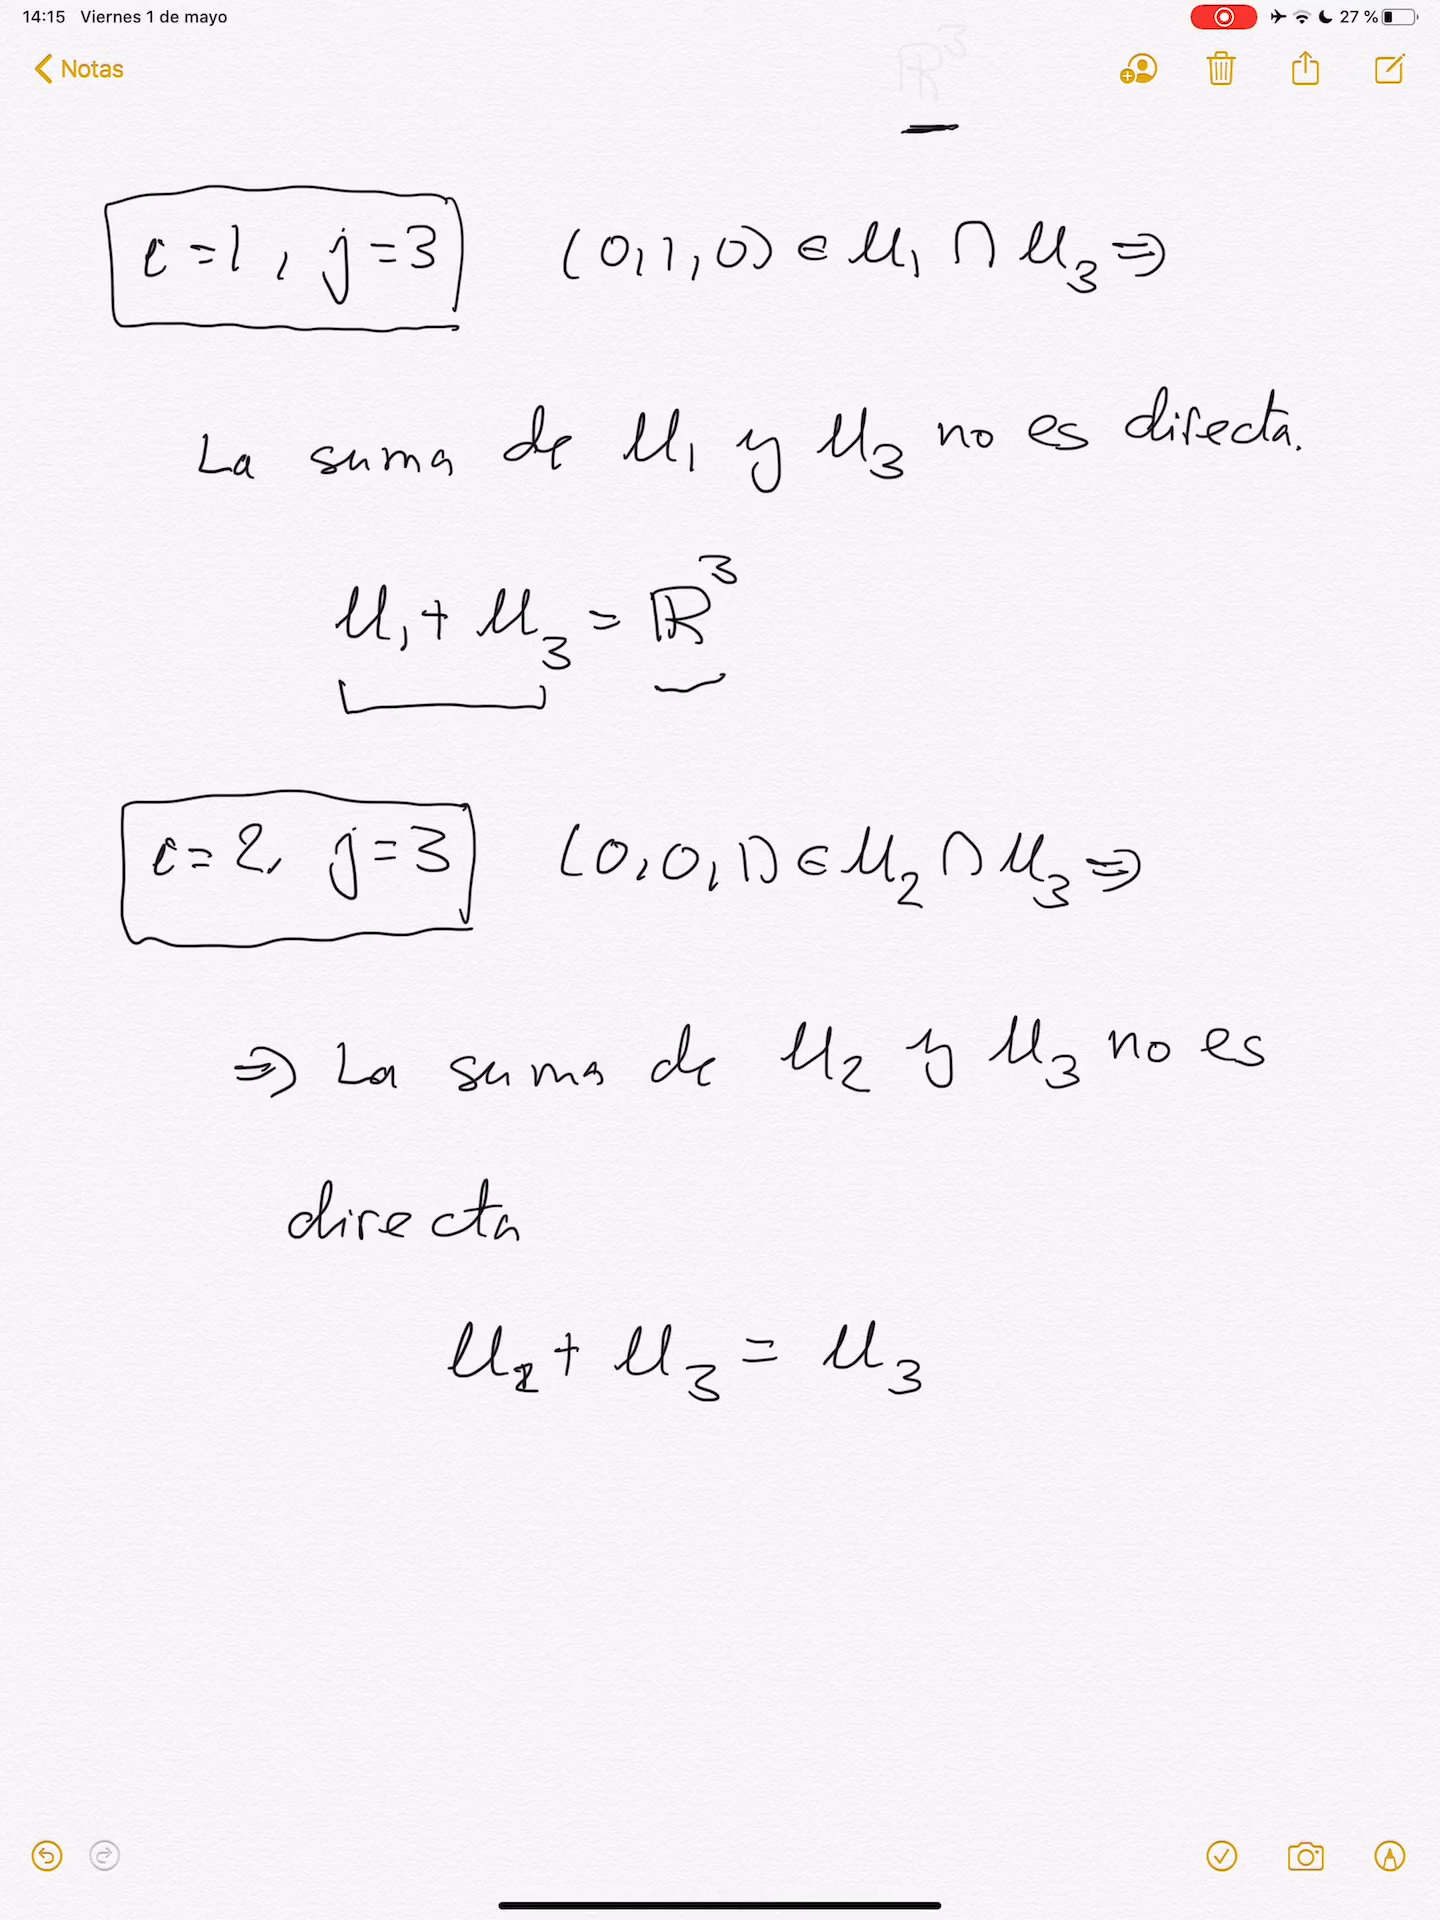 14:15 Viernes 1 de mayo 27 %
Notas
ℝ³
i=1, j=3 (0,1,0) ∈ U₁ ∩ U₃ ⇒
La suma de U₁ y U₃ no es directa.
U₁ + U₃ = ℝ³
i=2, j=3 (0,0,1) ∈ U₂ ∩ U₃ ⇒
⇒ La suma de U₂ y U₃ no es
directa
U₂ + U₃ = U₃